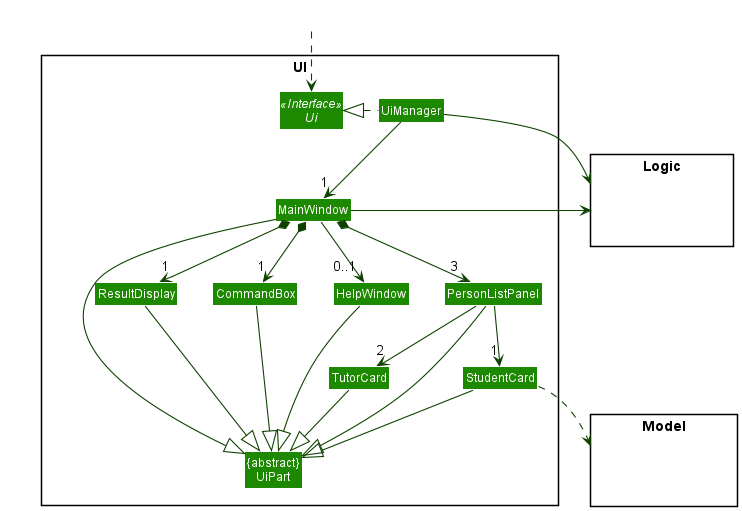 UI
«Interface»
Ui
UiManager
Logic
1
MainWindow
1
1
0..1
3
ResultDisplay
CommandBox
HelpWindow
PersonListPanel
2
1
TutorCard
StudentCard
Model
{abstract}
UiPart